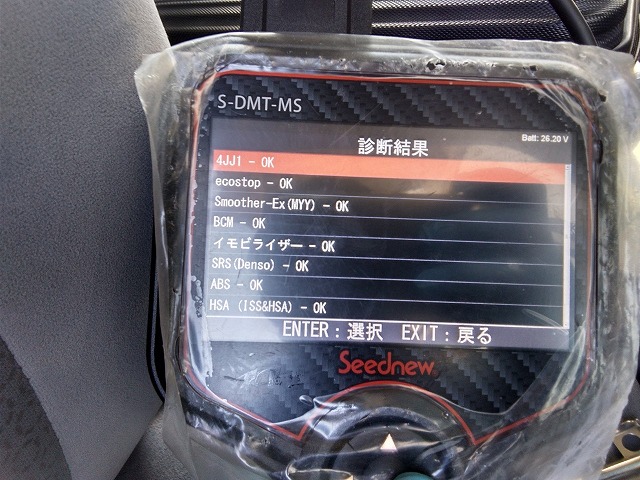 S-DMT-MS
Batt: 26.20 V
診断結果
4JJ1 - OK
ecostop - OK
Smoother-Ex(MYY) - OK
BCM - OK
イモビライザー - OK
SRS(Denso) - OK
ABS - OK
HSA (ISS&HSA) - OK
ENTER：選択 EXIT：戻る
Seednew